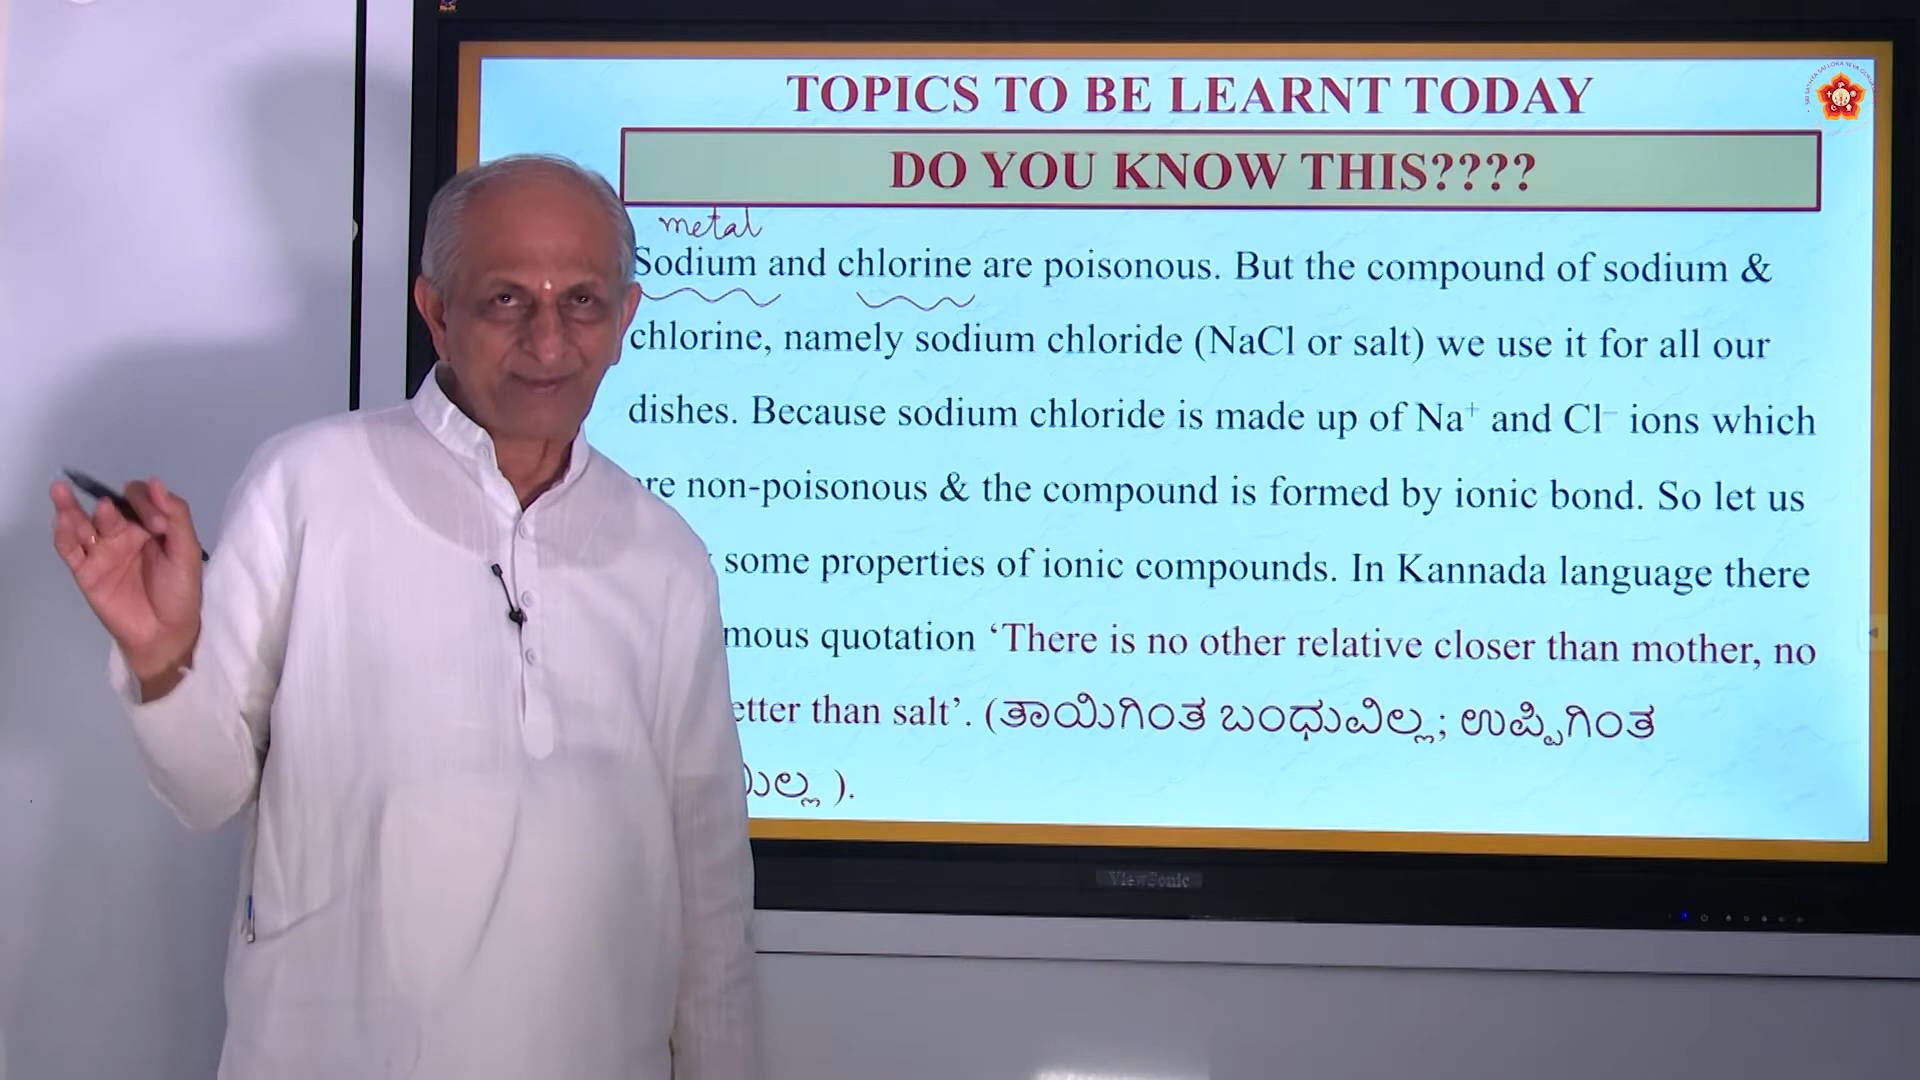 TOPICS TO BE LEARNT TODAY
DO YOU KNOW THIS????
metal
Sodium and chlorine are poisonous. But the compound of sodium &
chlorine, namely sodium chloride (NaCl or salt) we use it for all our
dishes. Because sodium chloride is made up of Na⁺ and Cl⁻ ions which
non-poisonous & the compound is formed by ionic bond. So let us
some properties of ionic compounds. In Kannada language there
quotation ‘There is no other relative closer than mother, no
than salt’. (ತಾಯಿಗಿಂತ ಬಂಧುವಿಲ್ಲ; ಉಪ್ಪಿಗಿಂತ
).
ViewSonic